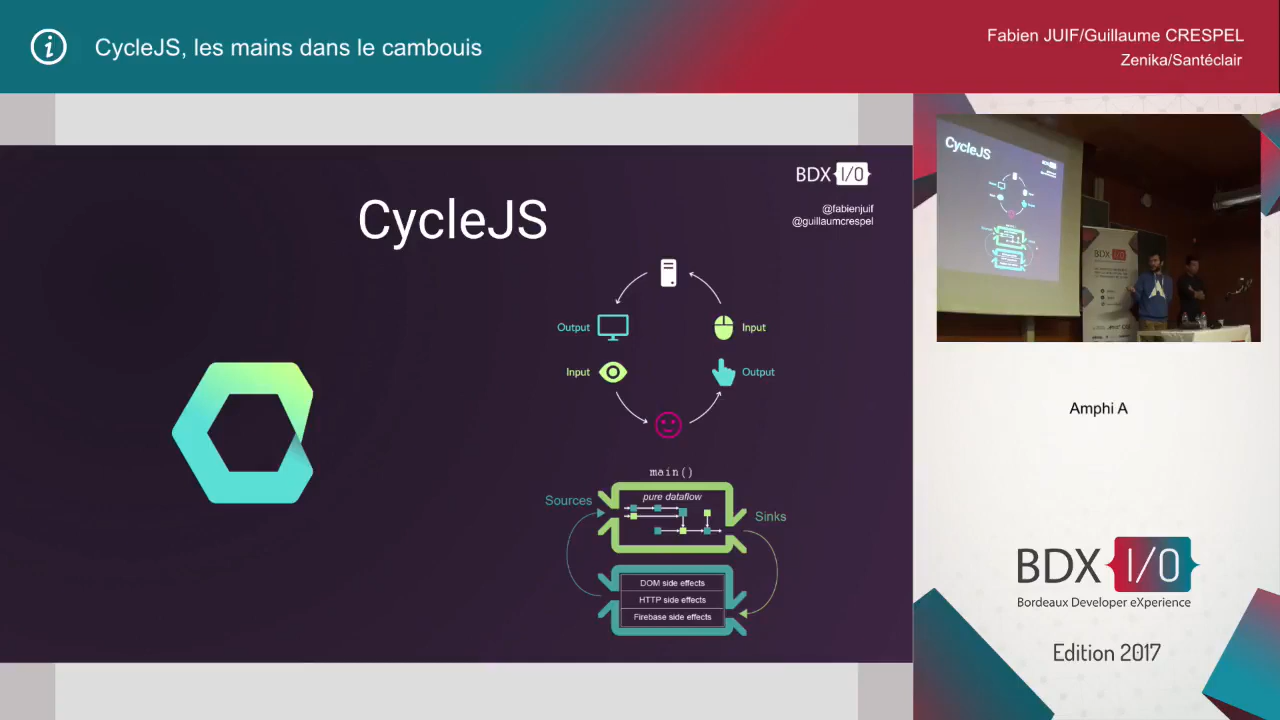 CycleJS, les mains dans le cambouis
Fabien JUIF/Guillaume CRESPEL
Zenika/Santéclair
BDX I/O
@fabienjuif
@guillaumcrespel
CycleJS
Output
Input
Input
Output
main()
Sources
pure dataflow
Sinks
DOM side effects
HTTP side effects
Firebase side effects
CycleJS
BDX I/O
Amphi A
BDX I/O
Bordeaux Developer eXperience
Edition 2017